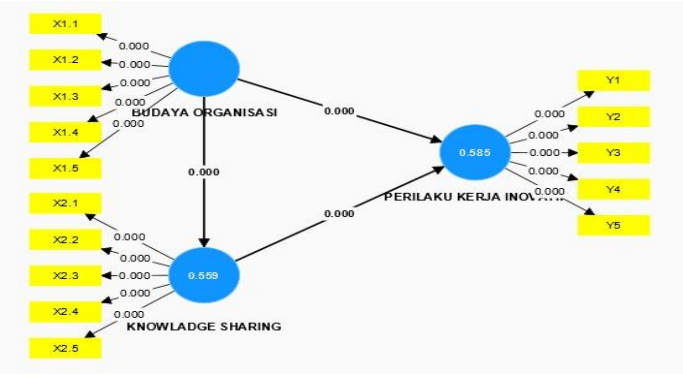 X1.1
X1.2
X1.3
X1.4
X1.5
0.000
0.000
0.000
0.000
0.000
BUDAYA ORGANISASI
0.000
0.000
0.000
X2.1
X2.2
X2.3
X2.4
X2.5
0.000
0.000
0.000
0.000
0.000
0.559
KNOWLADGE SHARING
0.585
PERILAKU KERJA
0.000
0.000
0.000
0.000
0.000
Y1
Y2
Y3
Y4
Y5